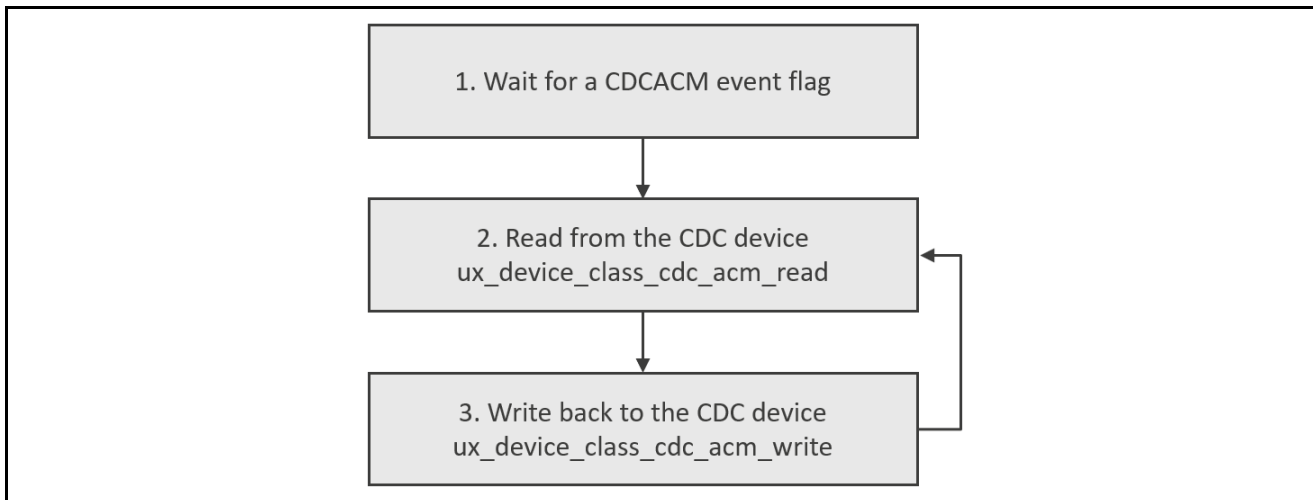 1. Wait for a CDCACM event flag
2. Read from the CDC device
ux_device_class_cdc_acm_read
3. Write back to the CDC device
ux_device_class_cdc_acm_write